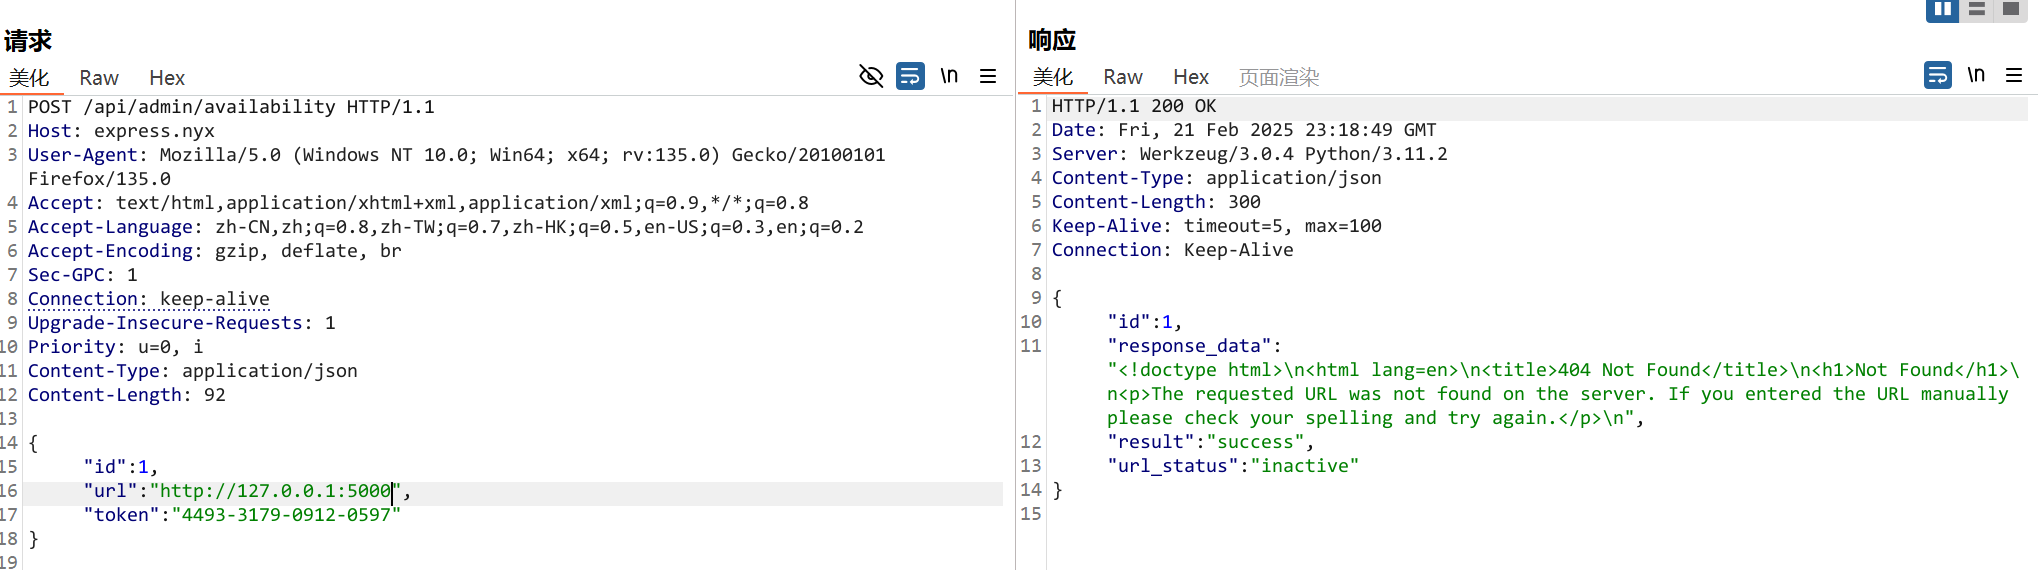 请求
美化 Raw Hex \n
1 POST /api/admin/availability HTTP/1.1
2 Host: express.nyx
3 User-Agent: Mozilla/5.0 (Windows NT 10.0; Win64; x64; rv:135.0) Gecko/20100101
Firefox/135.0
4 Accept: text/html,application/xhtml+xml,application/xml;q=0.9,*/*;q=0.8
5 Accept-Language: zh-CN,zh;q=0.8,zh-TW;q=0.7,zh-HK;q=0.5,en-US;q=0.3,en;q=0.2
6 Accept-Encoding: gzip, deflate, br
7 Sec-GPC: 1
8 Connection: keep-alive
9 Upgrade-Insecure-Requests: 1
10 Priority: u=0, i
11 Content-Type: application/json
12 Content-Length: 92
13
14 {
15 "id":1,
16 "url":"http://127.0.0.1:5000",
17 "token":"4493-3179-0912-0597"
18 }
19
响应
美化 Raw Hex 页面渲染 \n
1 HTTP/1.1 200 OK
2 Date: Fri, 21 Feb 2025 23:18:49 GMT
3 Server: Werkzeug/3.0.4 Python/3.11.2
4 Content-Type: application/json
5 Content-Length: 300
6 Keep-Alive: timeout=5, max=100
7 Connection: Keep-Alive
8
9 {
10 "id":1,
11 "response_data":
"<!doctype html>\n<html lang=en>\n<title>404 Not Found</title>\n<h1>Not Found</h1>\
n<p>The requested URL was not found on the server. If you entered the URL manually
please check your spelling and try again.</p>\n",
12 "result":"success",
13 "url_status":"inactive"
14 }
15